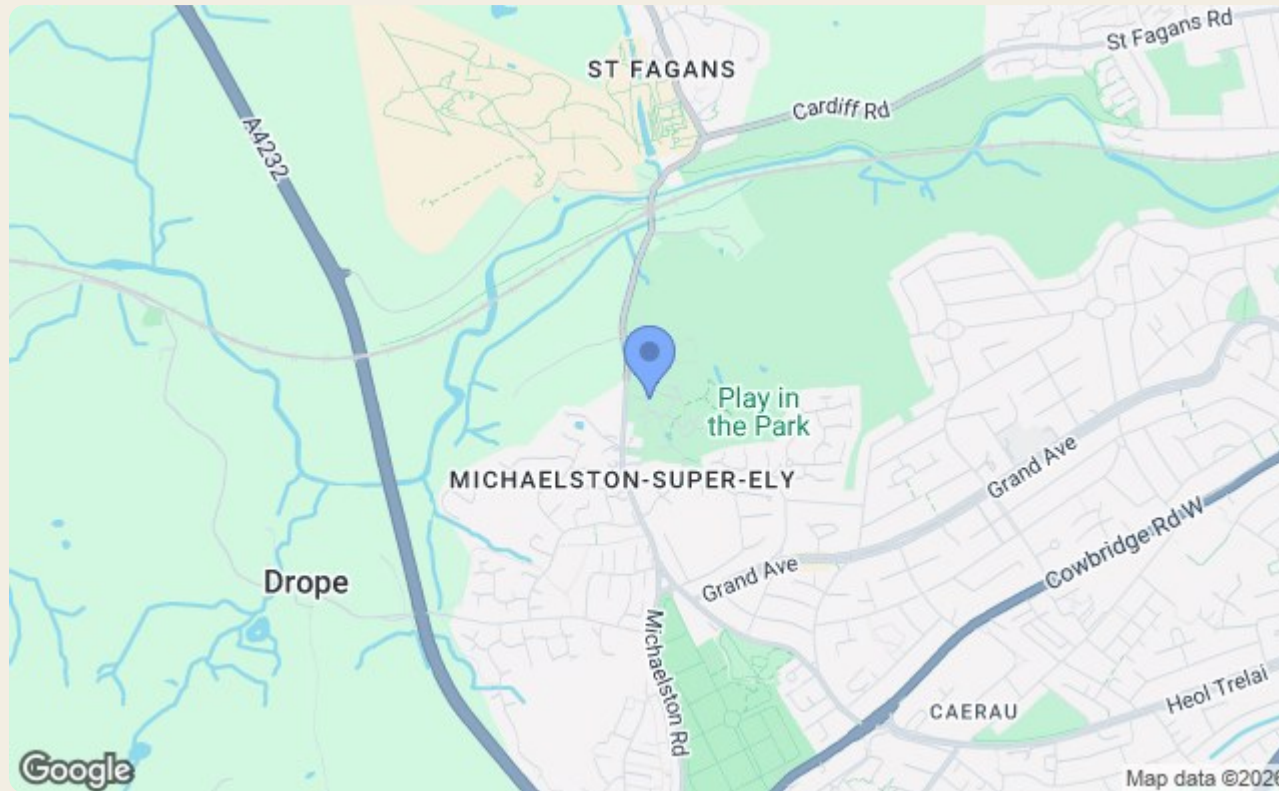 St Fagans Rd
ST FAGANS
Cardiff Rd
A4232
Play in
the Park
MICHAELSTON-SUPER-ELY
Grand Ave
Cowbridge Rd W
Grand Ave
Drope
Michaelston Rd
Heol Trelai
CAERAU
Google
Map data ©2026